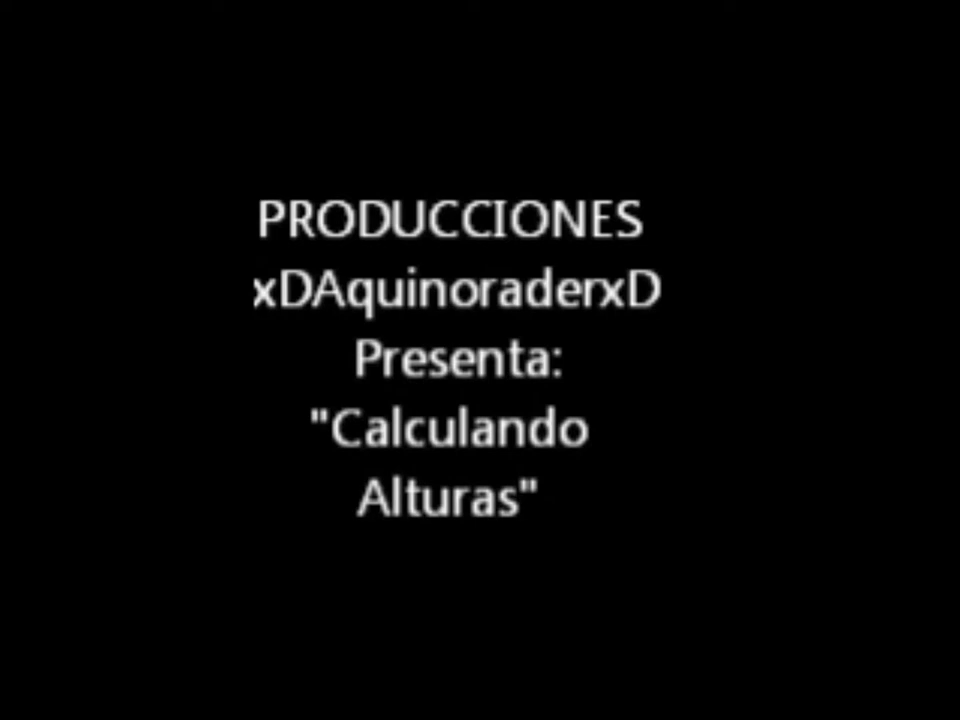 PRODUCCIONES
xDAquinoraderxD
Presenta:
"Calculando
Alturas"